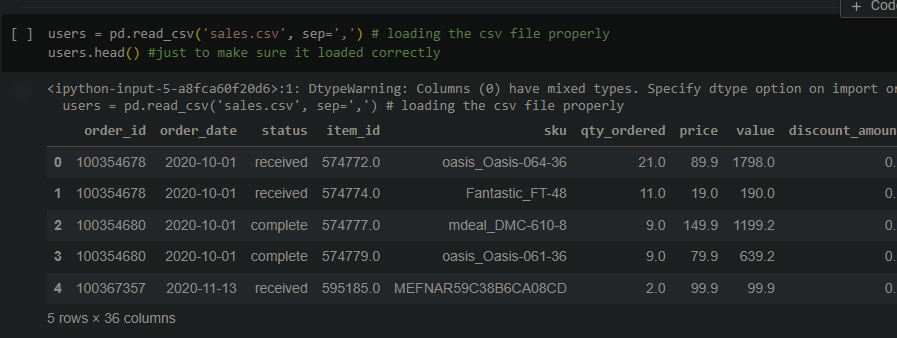 + Code
[ ] users = pd.read_csv('sales.csv', sep=',') # loading the csv file properly
users.head() #just to make sure it loaded correctly
<ipython-input-5-a8fca60f20d6>:1: DtypeWarning: Columns (0) have mixed types. Specify dtype option on import or
users = pd.read_csv('sales.csv', sep=',') # loading the csv file properly
order_id order_date status item_id sku qty_ordered price value discount_amoun
0 100354678 2020-10-01 received 574772.0 oasis_Oasis-064-36 21.0 89.9 1798.0 0.
1 100354678 2020-10-01 received 574774.0 Fantastic_FT-48 11.0 19.0 190.0 0.
2 100354680 2020-10-01 complete 574777.0 mdeal_DMC-610-8 9.0 149.9 1199.2 0.
3 100354680 2020-10-01 complete 574779.0 oasis_Oasis-061-36 9.0 79.9 639.2 0.
4 100367357 2020-11-13 received 595185.0 MEFNAR59C38B6CA08CD 2.0 99.9 99.9 0.
5 rows × 36 columns